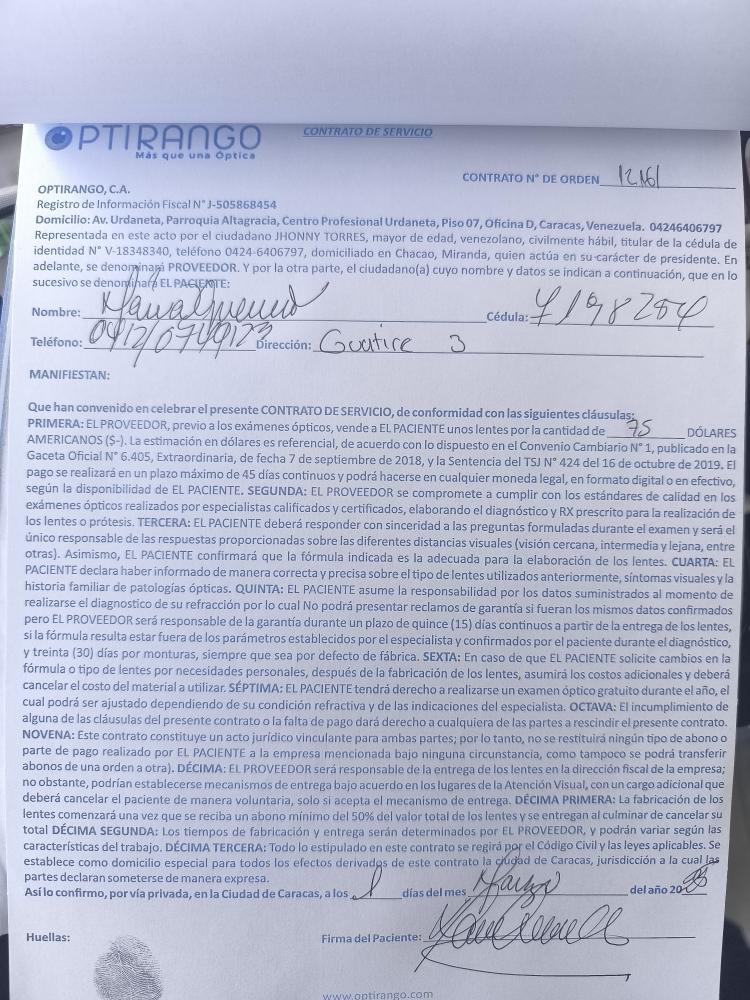 OPTIRANGO
Más que una Óptica
CONTRATO DE SERVICIO
CONTRATO N° DE ORDEN
OPTIRANGO, C.A.
Registro de Información Fiscal N° J-505868454
Domicilio: Av. Urdaneta, Parroquia Altagracia, Centro Profesional Urdaneta, Piso 07, Oficina D, Caracas, Venezuela. 04246406797
Representada en este acto por el ciudadano JHONNY TORRES, mayor de edad, venezolano, civilmente hábil, titular de la cédula de
identidad N° V-18348340, teléfono 0424-6406797, domiciliado en Chacao, Miranda, quien actúa en su carácter de presidente. En
adelante, se denominará PROVEEDOR. Y por la otra parte, el ciudadano(a) cuyo nombre y datos se indican a continuación, que en lo
sucesivo se denominará EL PACIENTE:
Nombre: Cédula: 7198254
Teléfono: Dirección: Guatire 3
MANIFIESTAN:
Que han convenido en celebrar el presente CONTRATO DE SERVICIO, de conformidad con las siguientes cláusulas:
PRIMERA: EL PROVEEDOR, previo a los exámenes ópticos, vende a EL PACIENTE unos lentes por la cantidad de 75 DÓLARES
AMERICANOS ($-). La estimación en dólares es referencial, de acuerdo con lo dispuesto en el Convenio Cambiario N° 1, publicado en la
Gaceta Oficial N° 6.405, Extraordinaria, de fecha 7 de septiembre de 2018, y la Sentencia del TSJ N° 424 del 16 de octubre de 2019. El
pago se realizará en un plazo máximo de 45 días continuos y podrá hacerse en cualquier moneda legal, en formato digital o en efectivo,
según la disponibilidad de EL PACIENTE. SEGUNDA: EL PROVEEDOR se compromete a cumplir con los estándares de calidad en los
exámenes ópticos realizados por especialistas calificados y certificados, elaborando el diagnóstico y RX prescrito para la realización de
los lentes o prótesis. TERCERA: EL PACIENTE deberá responder con sinceridad a las preguntas formuladas durante el examen y será el
único responsable de las respuestas proporcionadas sobre las diferentes distancias visuales (visión cercana, intermedia y lejana, entre
otras). Asimismo, EL PACIENTE confirmará que la fórmula indicada es la adecuada para la elaboración de los lentes. CUARTA: EL
PACIENTE declara haber informado de manera correcta y precisa sobre el tipo de lentes utilizados anteriormente, síntomas visuales y la
historia familiar de patologías ópticas. QUINTA: EL PACIENTE asume la responsabilidad por los datos suministrados al momento de
realizarse el diagnostico de su refracción por lo cual No podrá presentar reclamos de garantía si fueran los mismos datos confirmados
pero EL PROVEEDOR será responsable de la garantía durante un plazo de quince (15) días continuos a partir de la entrega de los lentes,
si la fórmula resulta estar fuera de los parámetros establecidos por el especialista y confirmados por el paciente durante el diagnóstico,
y treinta (30) días por monturas, siempre que sea por defecto de fábrica. SEXTA: En caso de que EL PACIENTE solicite cambios en la
fórmula o tipo de lentes por necesidades personales, después de la fabricación de los lentes, asumirá los costos adicionales y deberá
cancelar el costo del material a utilizar. SÉPTIMA: EL PACIENTE tendrá derecho a realizarse un examen óptico gratuito durante el año, el
cual podrá ser ajustado dependiendo de su condición refractiva y de las indicaciones del especialista. OCTAVA: El incumplimiento de
alguna de las cláusulas del presente contrato o la falta de pago dará derecho a cualquiera de las partes a rescindir el presente contrato.
NOVENA: Este contrato constituye un acto jurídico vinculante para ambas partes; por lo tanto, no se restituirá ningún tipo de abono o
parte de pago realizado por EL PACIENTE a la empresa mencionada bajo ninguna circunstancia, como tampoco se podrá transferir
abonos de una orden a otra). DÉCIMA: EL PROVEEDOR será responsable de la entrega de los lentes en la dirección fiscal de la empresa;
no obstante, podrían establecerse mecanismos de entrega bajo acuerdo en los lugares de la Atención Visual, con un cargo adicional que
deberá cancelar el paciente de manera voluntaria, solo si acepta el mecanismo de entrega. DÉCIMA PRIMERA: La fabricación de los
lentes comenzará una vez que se reciba un abono mínimo del 50% del valor total de los lentes y se entregan al culminar de cancelar su
total DÉCIMA SEGUNDA: Los tiempos de fabricación y entrega serán determinados por EL PROVEEDOR, y podrán variar según las
características del trabajo. DÉCIMA TERCERA: Todo lo estipulado en este contrato se regirá por el Código Civil y las leyes aplicables. Se
establece como domicilio especial para todos los efectos derivados de este contrato la ciudad de Caracas, jurisdicción a la cual las
partes declaran someterse de manera expresa.
Así lo confirmo, por vía privada, en la Ciudad de Caracas, a los 1 días del mes Marzo del año 20
Huellas: Firma del Paciente:
www.optirango.com